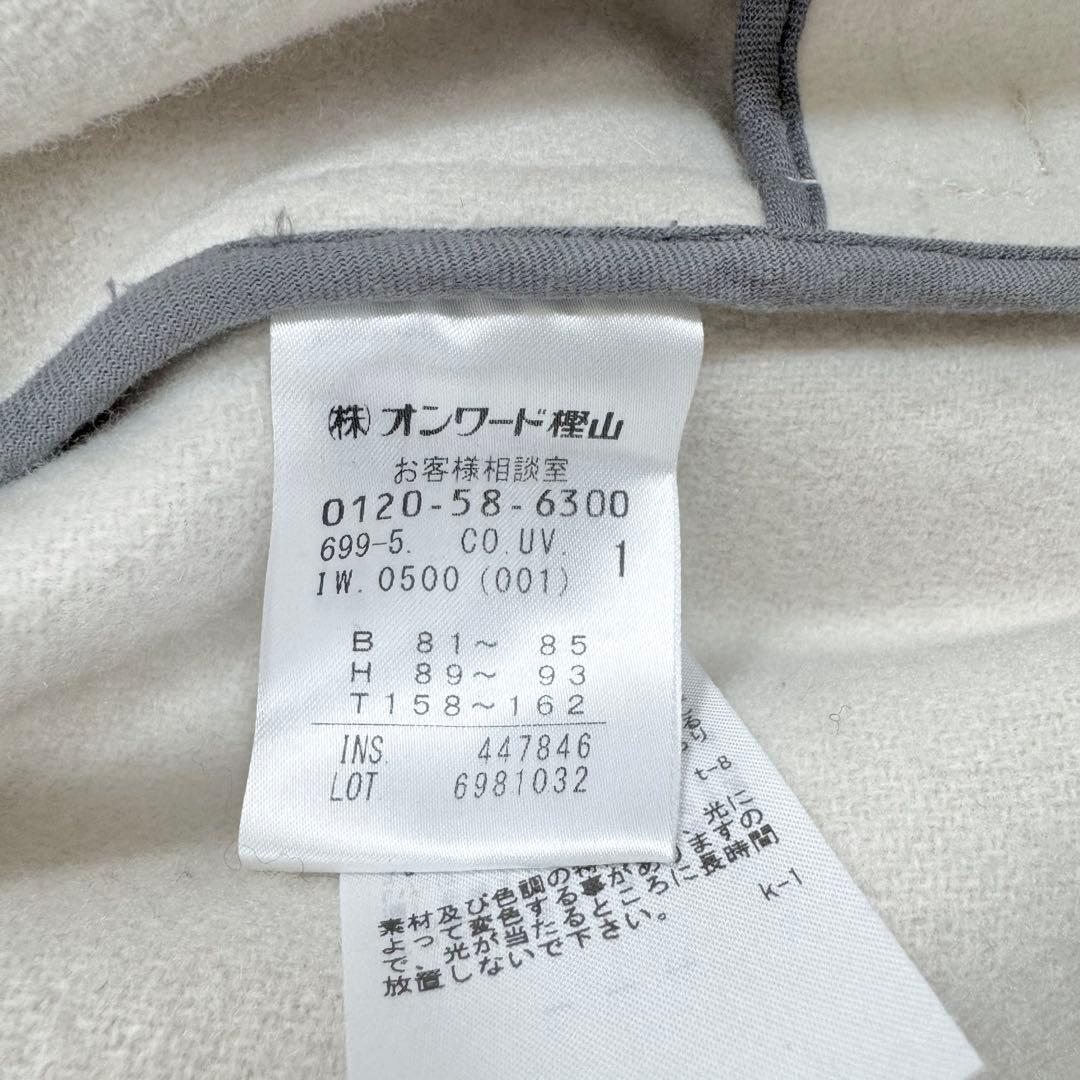 (株)オンワード樫山
お客様相談室
0120-58-6300
699-5. CO.UV. 1
IW. 0500 (001)
B 81～ 85
H 89～ 93
T158～162
INS. 447846
LOT 6981032
t-8
素材及び色調の
光に
よって変色する事がありますの
で、光が当たるところに長時間
放置しないで下さい。
k-1